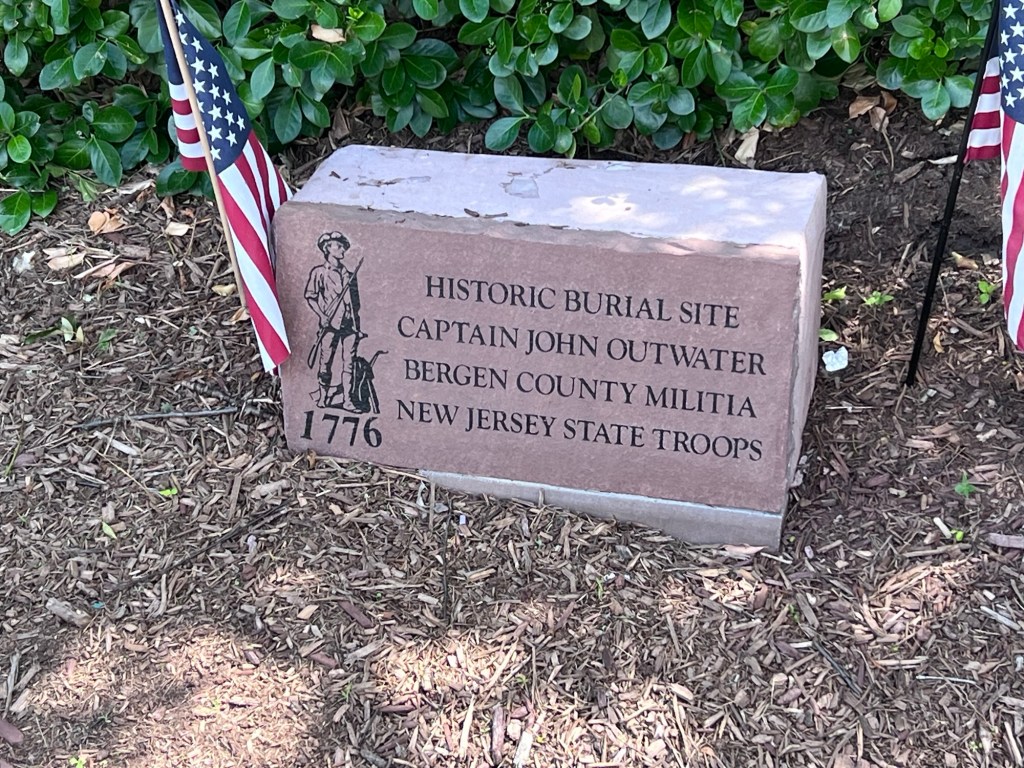 HISTORIC BURIAL SITE
CAPTAIN JOHN OUTWATER
BERGEN COUNTY MILITIA
NEW JERSEY STATE TROOPS
1776